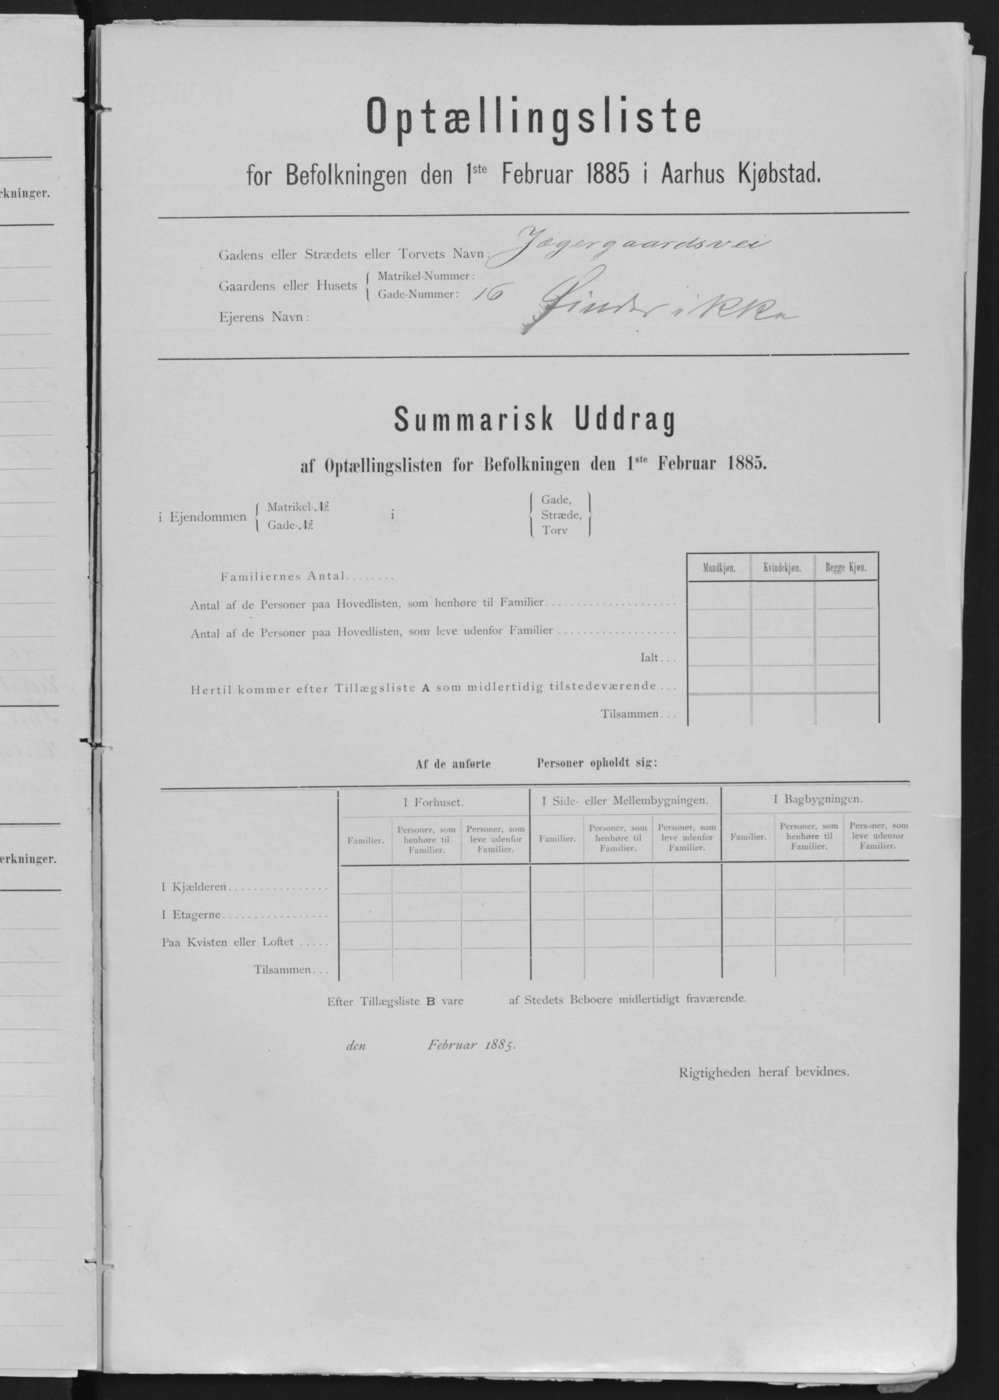 rkninger.
erkninger.
Optællingsliste
for Befolkningen den 1ste Februar 1885 i Aarhus Kjøbstad.
Gadens eller Strædets eller Torvets Navn: Jægergaardsvei
Gaardens eller Husets { Matrikel-Nummer:
Gade-Nummer: 16
Ejerens Navn: Findes ikke
Summarisk Uddrag
af Optællingslisten for Befolkningen den 1ste Februar 1885.
i Ejendommen { Matrikel-№ i { Gade, }
Gade-№ Stræde,
Torv
Mandkjøn. Kvindekjøn. Begge Kjøn.
Familiernes Antal........
Antal af de Personer paa Hovedlisten, som henhøre til Familier.....................
Antal af de Personer paa Hovedlisten, som leve udenfor Familier ...................
Ialt...
Hertil kommer efter Tillægsliste A som midlertidig tilstedeværende...
Tilsammen...
Af de anførte Personer opholdt sig:
I Forhuset. I Side- eller Mellembygningen. I Bagbygningen.
Familier. Personer, som henhøre til Familier. Personer, som leve udenfor Familier. Familier. Personer, som henhøre til Familier. Personer, som leve udenfor Familier. Familier. Personer, som henhøre til Familier. Personer, som leve udenfor Familier.
I Kjælderen................
I Etagerne.................
Paa Kvisten eller Loftet .....
Tilsammen...
Efter Tillægsliste B vare af Stedets Beboere midlertidigt fraværende.
den Februar 1885.
Rigtigheden heraf bevidnes.